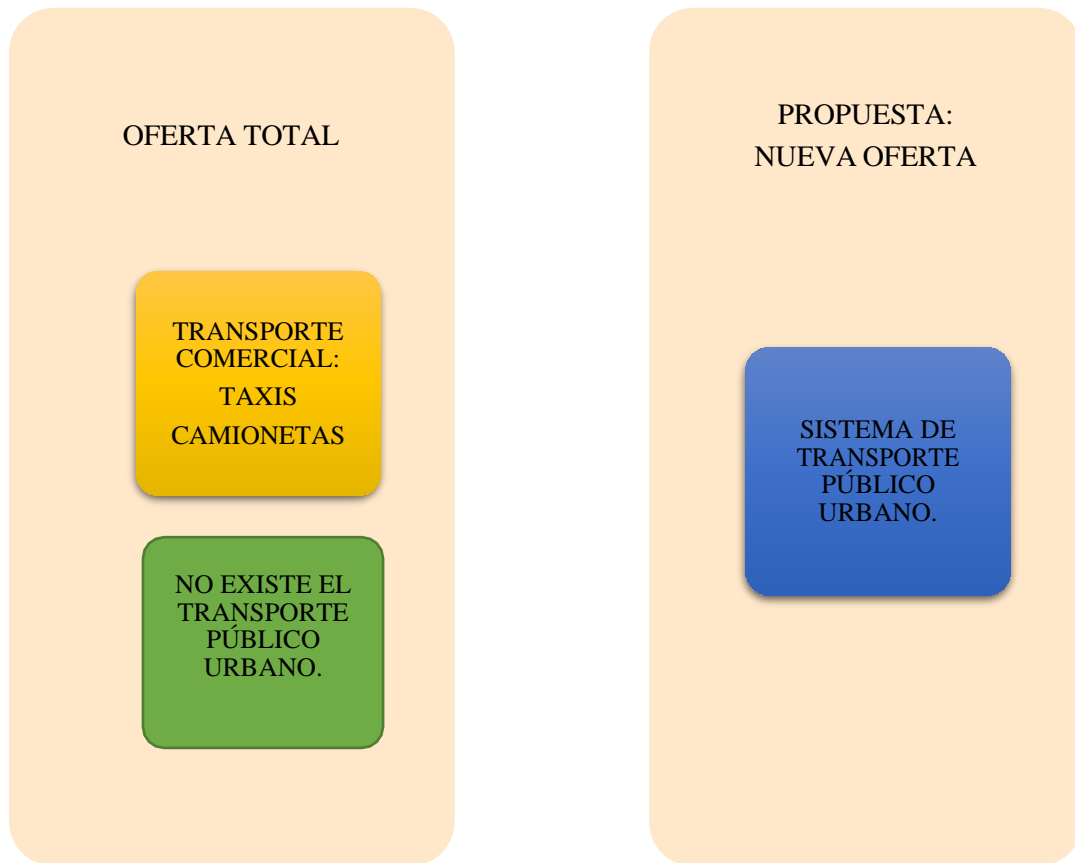 OFERTA TOTAL
TRANSPORTE
COMERCIAL:
TAXIS
CAMIONETAS
NO EXISTE EL
TRANSPORTE
PÚBLICO
URBANO.
PROPUESTA:
NUEVA OFERTA
SISTEMA DE
TRANSPORTE
PÚBLICO
URBANO.